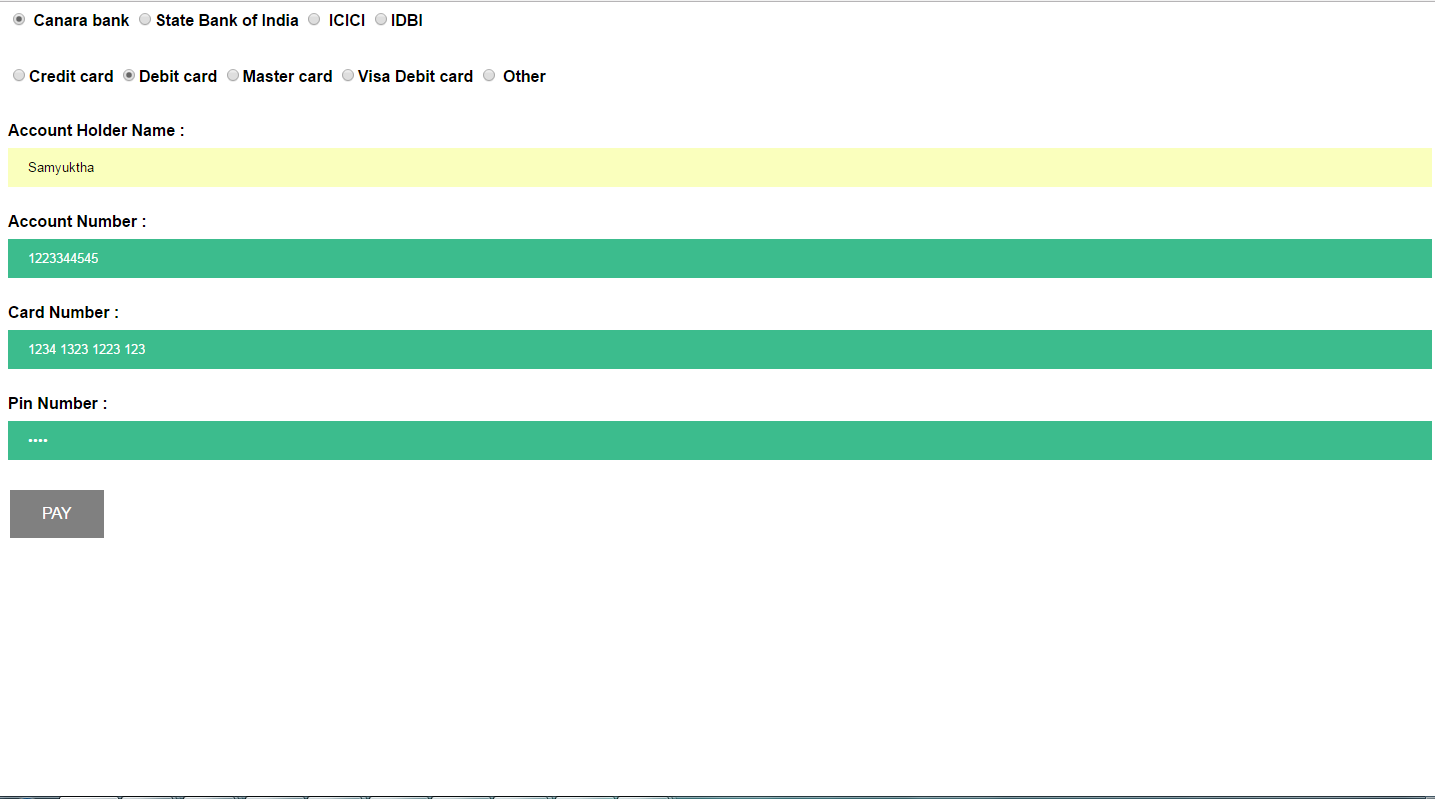 Canara bank State Bank of India ICICI IDBI
Credit card Debit card Master card Visa Debit card Other
Account Holder Name :
Samyuktha
Account Number :
1223344545
Card Number :
1234 1323 1223 123
Pin Number :
••••
PAY